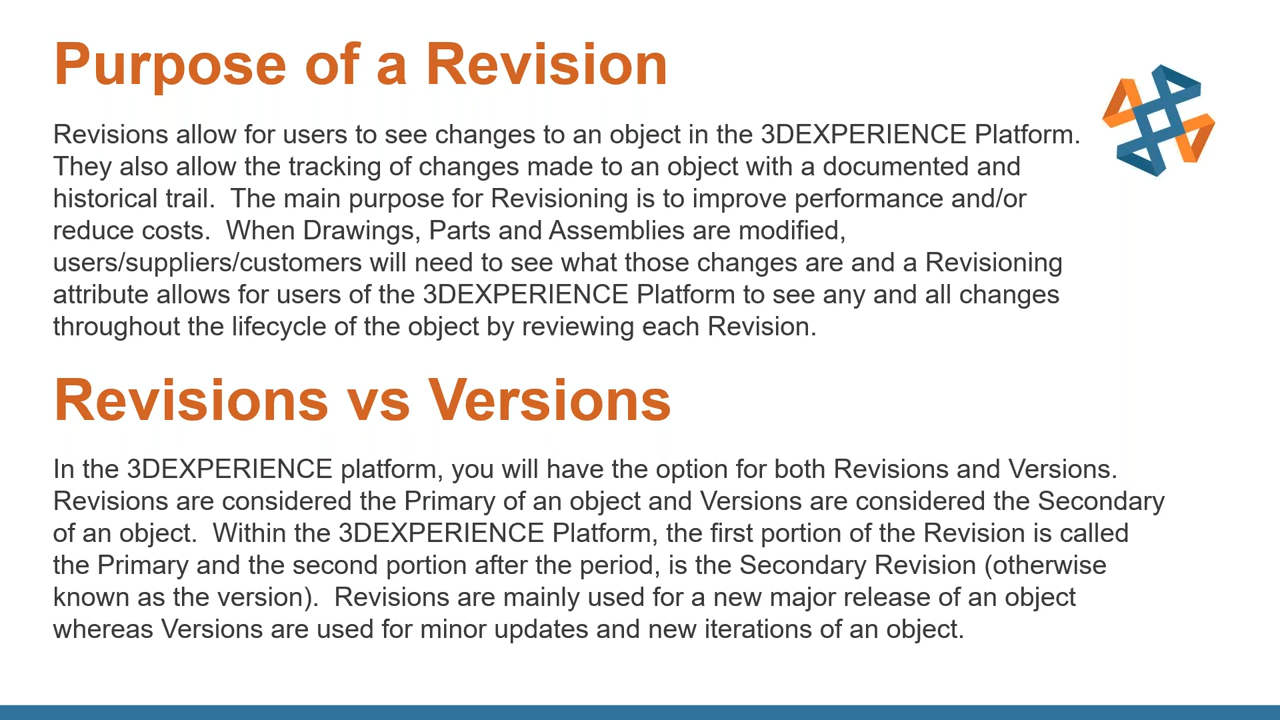 Purpose of a Revision
Revisions allow for users to see changes to an object in the 3DEXPERIENCE Platform.
They also allow the tracking of changes made to an object with a documented and
historical trail.  The main purpose for Revisioning is to improve performance and/or
reduce costs.  When Drawings, Parts and Assemblies are modified,
users/suppliers/customers will need to see what those changes are and a Revisioning
attribute allows for users of the 3DEXPERIENCE Platform to see any and all changes
throughout the lifecycle of the object by reviewing each Revision.
Revisions vs Versions
In the 3DEXPERIENCE platform, you will have the option for both Revisions and Versions.
Revisions are considered the Primary of an object and Versions are considered the Secondary
of an object.  Within the 3DEXPERIENCE Platform, the first portion of the Revision is called
the Primary and the second portion after the period, is the Secondary Revision (otherwise
known as the version).  Revisions are mainly used for a new major release of an object
whereas Versions are used for minor updates and new iterations of an object.